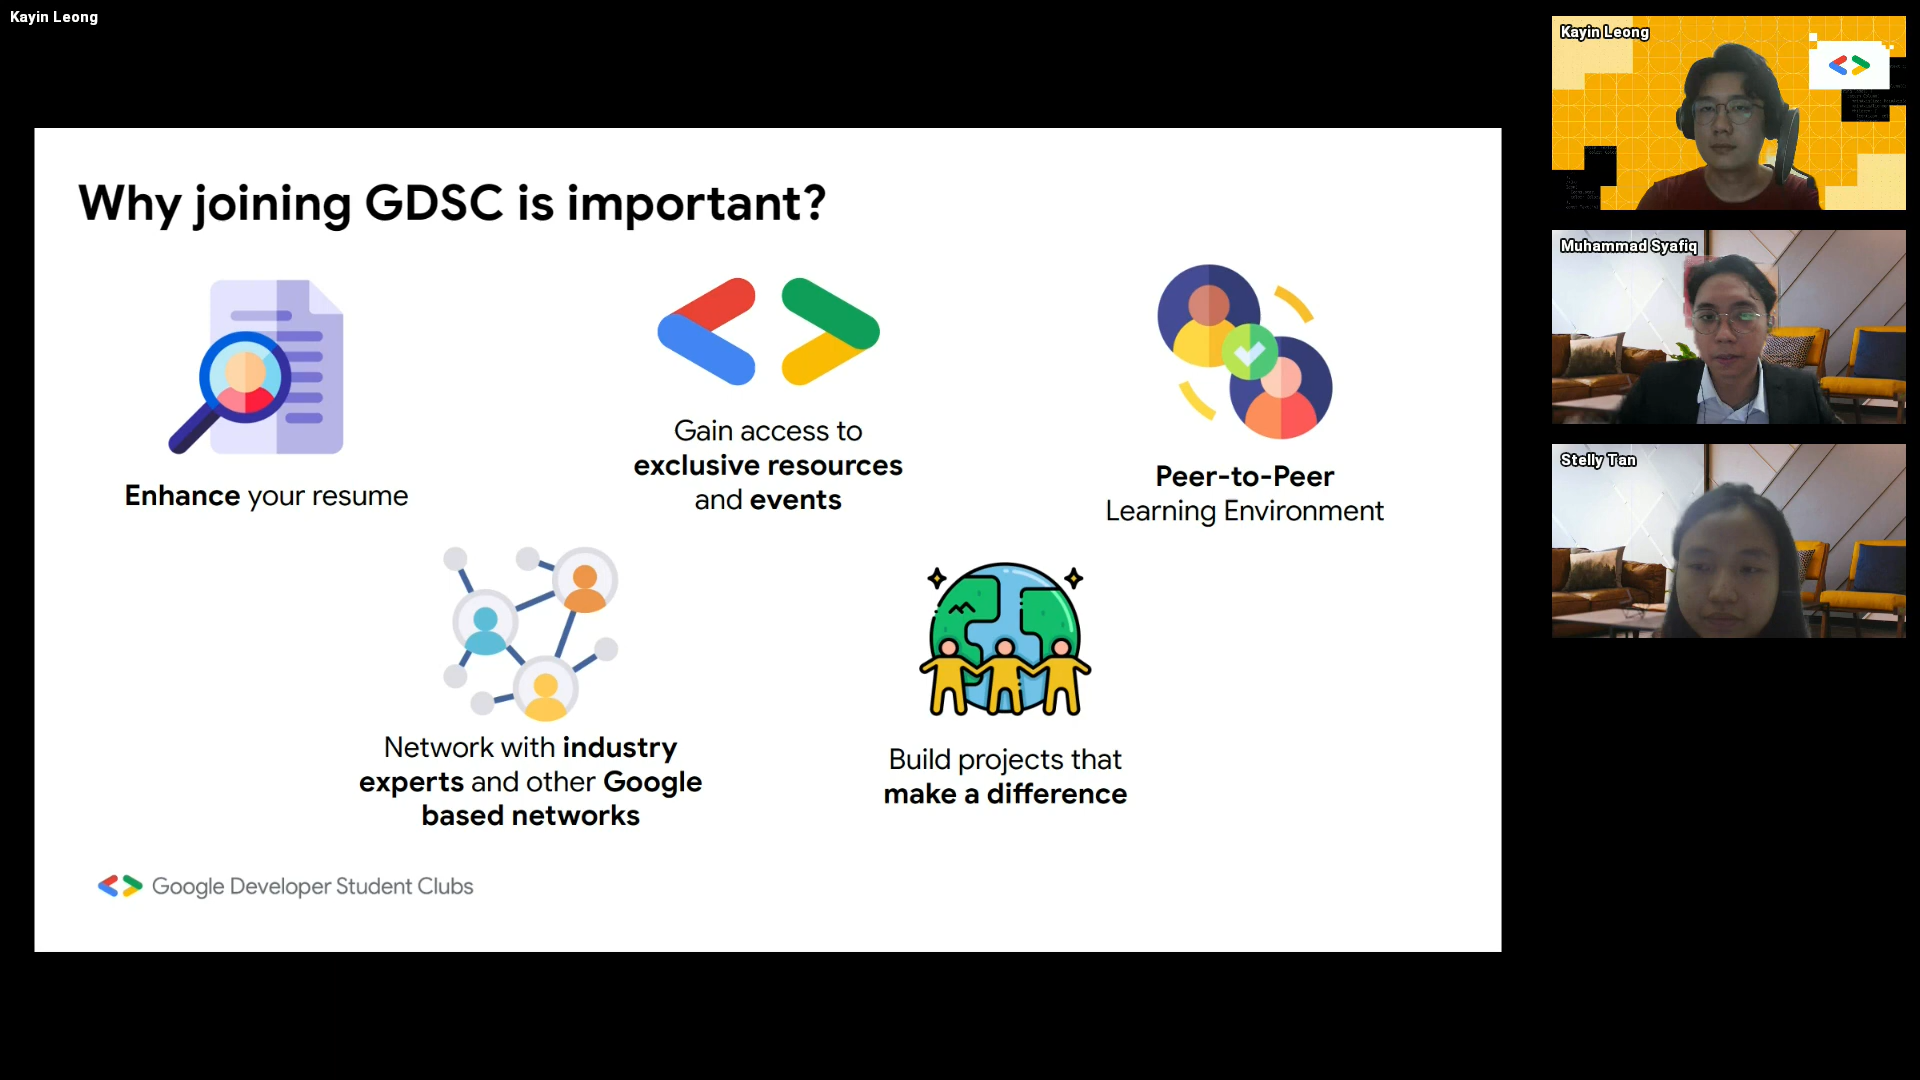 Kayin Leong
Why joining GDSC is important?
Enhance your resume
Gain access to
exclusive resources
and events
Peer-to-Peer
Learning Environment
Network with industry
experts and other Google
based networks
Build projects that
make a difference
Google Developer Student Clubs
Kayin Leong
Muhammad Syafiq
Stelly Tan